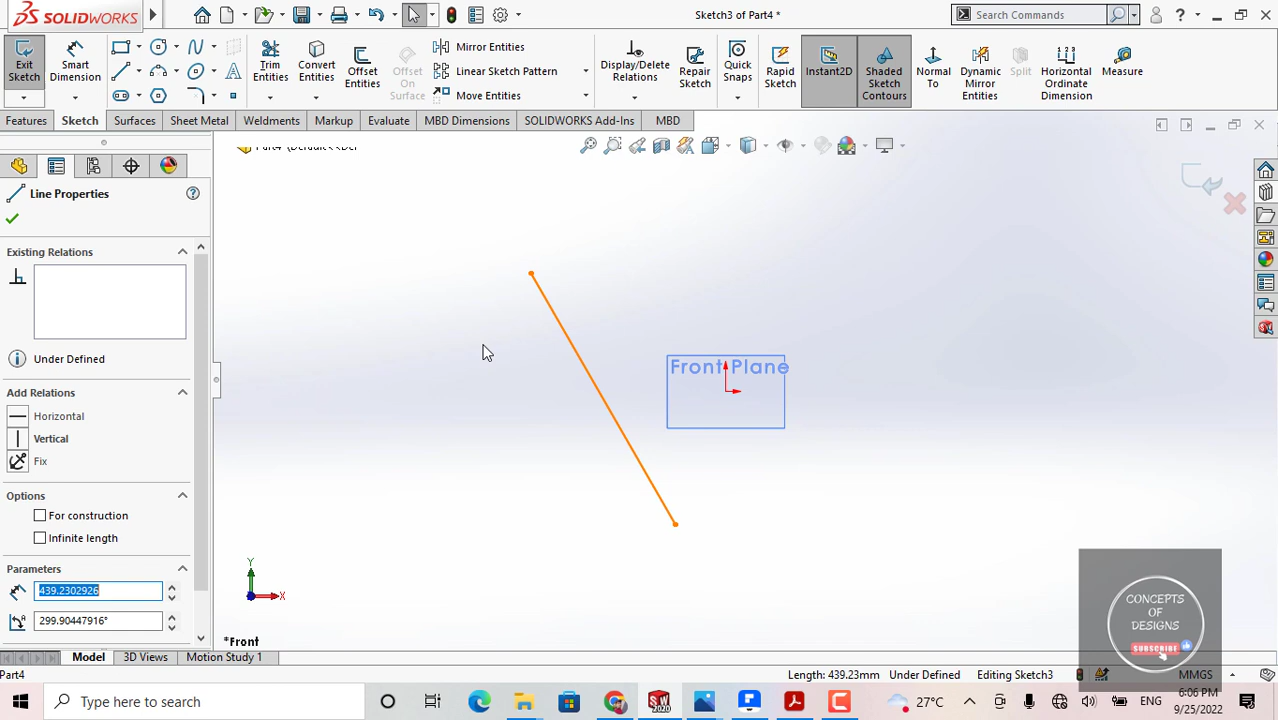 SOLIDWORKS
Sketch3 of Part4 *
Search Commands
Exit Sketch
Smart Dimension
Trim Entities
Convert Entities
Offset Entities
Offset On Surface
Mirror Entities
Linear Sketch Pattern
Move Entities
Display/Delete Relations
Repair Sketch
Quick Snaps
Rapid Sketch
Instant2D
Shaded Sketch Contours
Normal To
Dynamic Mirror Entities
Split
Horizontal Ordinate Dimension
Measure
Features
Sketch
Surfaces
Sheet Metal
Weldments
Markup
Evaluate
MBD Dimensions
SOLIDWORKS Add-Ins
MBD
Line Properties
Existing Relations
Under Defined
Add Relations
Horizontal
Vertical
Fix
Options
For construction
Infinite length
Parameters
439.2302926
299.90447916°
Front Plane
Y
X
*Front
CONCEPTS
OF
DESIGNS
SUBSCRIBE
Model
3D Views
Motion Study 1
Part4
Length: 439.23mm
Under Defined
Editing Sketch3
MMGS
Type here to search
SW
2020
27°C
ENG
6:06 PM
9/25/2022